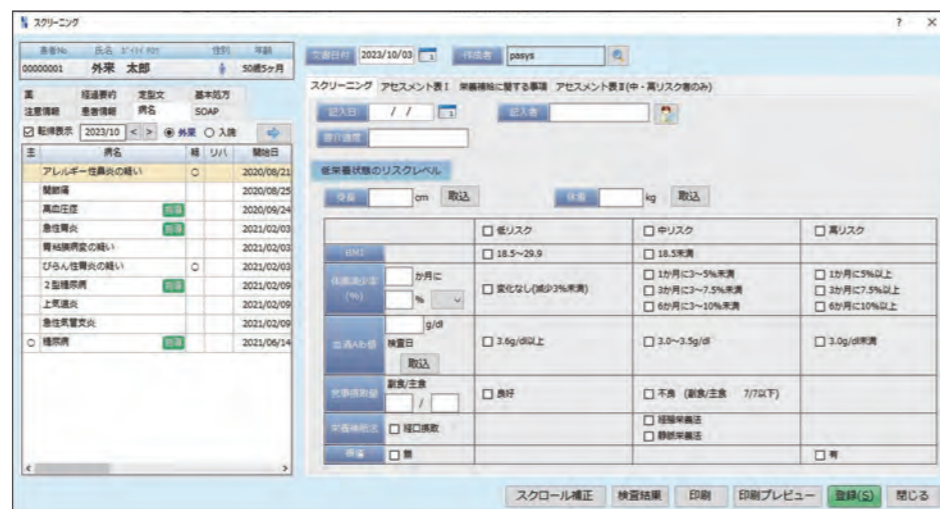 スクリーニング
患者No 氏名 性別 年齢
00000001 外来 太郎 50歳5ヶ月
文書日付 2023/10/03 作成者 pasys
薬 経過要約 定型文 基本処方
注意情報 患者情報 病名 SOAP
転帰表示 2023/10 < > 外来 入院
主 病名 疑 リハ 開始日
アレルギー性鼻炎の疑い ○ 2020/08/21
関節痛 2020/08/25
高血圧症 指導 2020/09/24
急性胃炎 指導 2021/02/03
胃粘膜病変の疑い 2021/02/03
びらん性胃炎の疑い ○ 2021/02/03
2型糖尿病 指導 2021/02/09
上気道炎 2021/02/09
急性気管支炎 2021/02/09
○ 糖尿病 指導 2021/06/14
スクリーニング アセスメント表Ⅰ 栄養補給に関する事項 アセスメント表Ⅱ(中・高リスク者のみ)
記入日 / / 記入者
要介護度
低栄養状態のリスクレベル
身長 cm 取込 体重 kg 取込
低リスク 中リスク 高リスク
BMI 18.5~29.9 18.5未満
体重減少率(%) か月に %
変化なし(減少3%未満)
1か月に3~5%未満 1か月に5%以上
3か月に3~7.5%未満 3か月に7.5%以上
6か月に3~10%未満 6か月に10%以上
血清Alb値 g/dl 検査日 取込
3.6g/dl以上 3.0~3.5g/dl 3.0g/dl未満
食事摂取量 副食/主食 /
良好 不良 (副食/主食 7/7以下)
栄養補給法 経口摂取 経腸栄養法
静脈栄養法
褥瘡 無 有
スクロール補正 検査結果 印刷 印刷プレビュー 登録(S) 閉じる